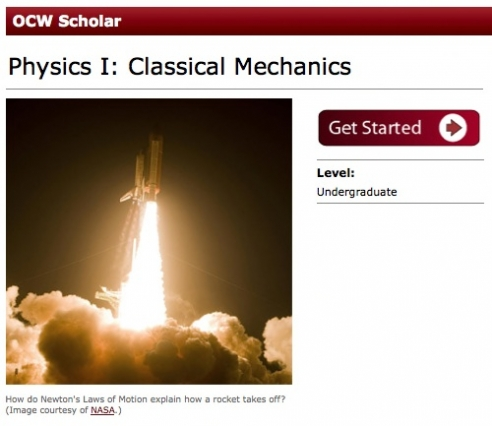 OCW Scholar
Physics I: Classical Mechanics
Get Started
Level:
Undergraduate
How do Newton's Laws of Motion explain how a rocket takes off?
(Image courtesy of NASA.)